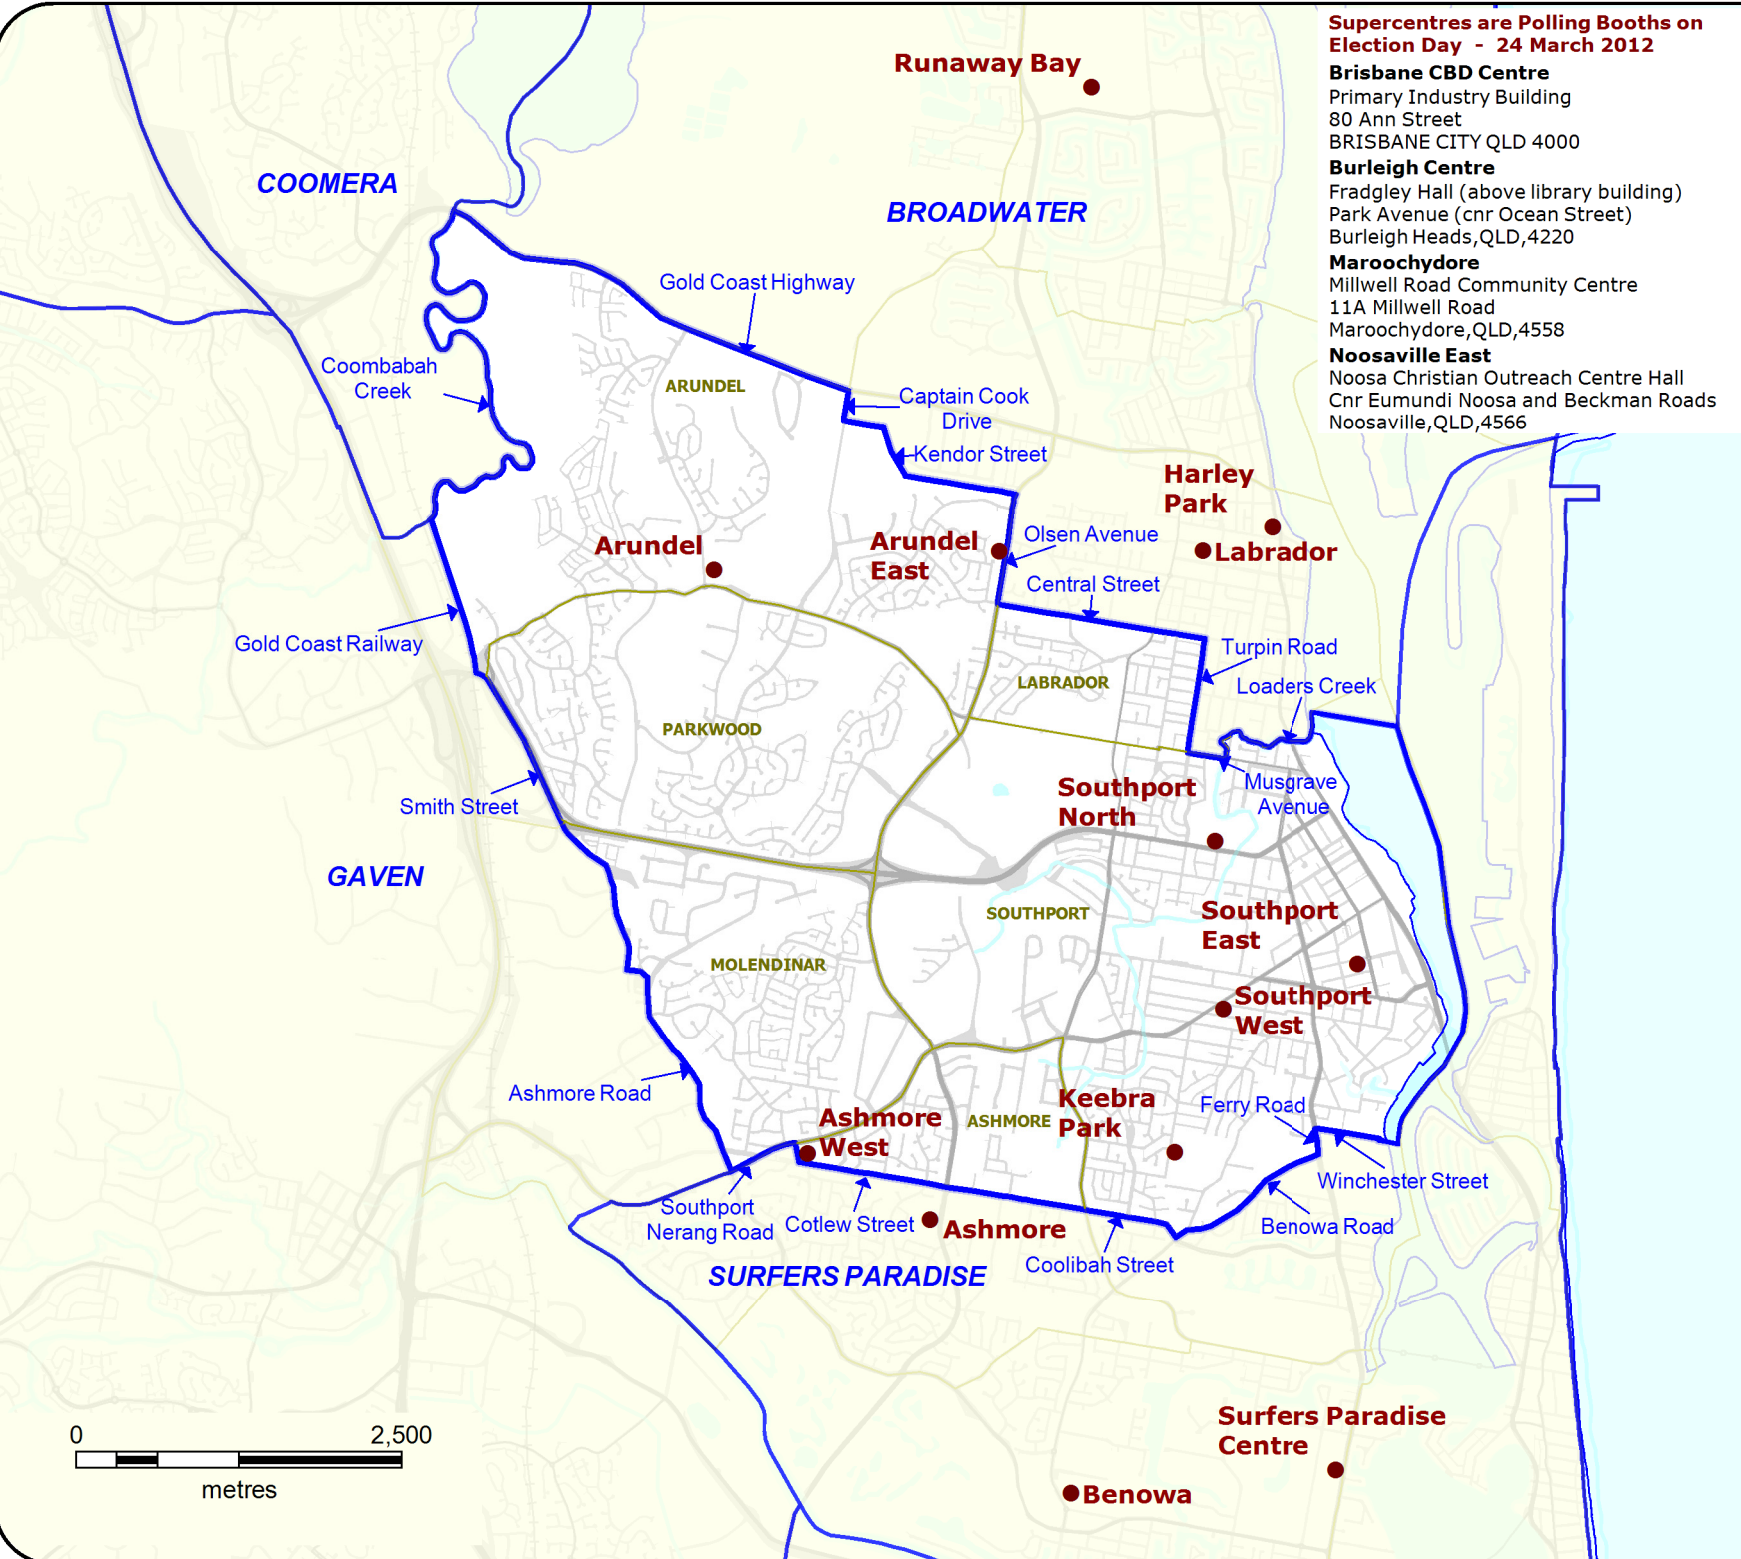 Supercentres are Polling Booths on
Election Day - 24 March 2012
Brisbane CBD Centre
Primary Industry Building
80 Ann Street
BRISBANE CITY QLD 4000
Burleigh Centre
Fradgley Hall (above library building)
Park Avenue (cnr Ocean Street)
Burleigh Heads,QLD,4220
Maroochydore
Millwell Road Community Centre
11A Millwell Road
Maroochydore,QLD,4558
Noosaville East
Noosa Christian Outreach Centre Hall
Cnr Eumundi Noosa and Beckman Roads
Noosaville,QLD,4566
Runaway Bay
COOMERA
BROADWATER
Gold Coast Highway
Coombabah
Creek
ARUNDEL
Captain Cook
Drive
Kendor Street
Harley
Park
Arundel
Arundel
East
Olsen Avenue
Labrador
Central Street
Gold Coast Railway
Turpin Road
LABRADOR
Loaders Creek
PARKWOOD
Smith Street
Southport
North
Musgrave
Avenue
GAVEN
SOUTHPORT
Southport
East
MOLENDINAR
Southport
West
Ashmore Road
Ashmore
West
ASHMORE
Keebra
Park
Ferry Road
Winchester Street
Southport
Nerang Road
Cotlew Street
Ashmore
Benowa Road
Coolibah Street
SURFERS PARADISE
Surfers Paradise
Centre
Benowa
0 2,500
metres